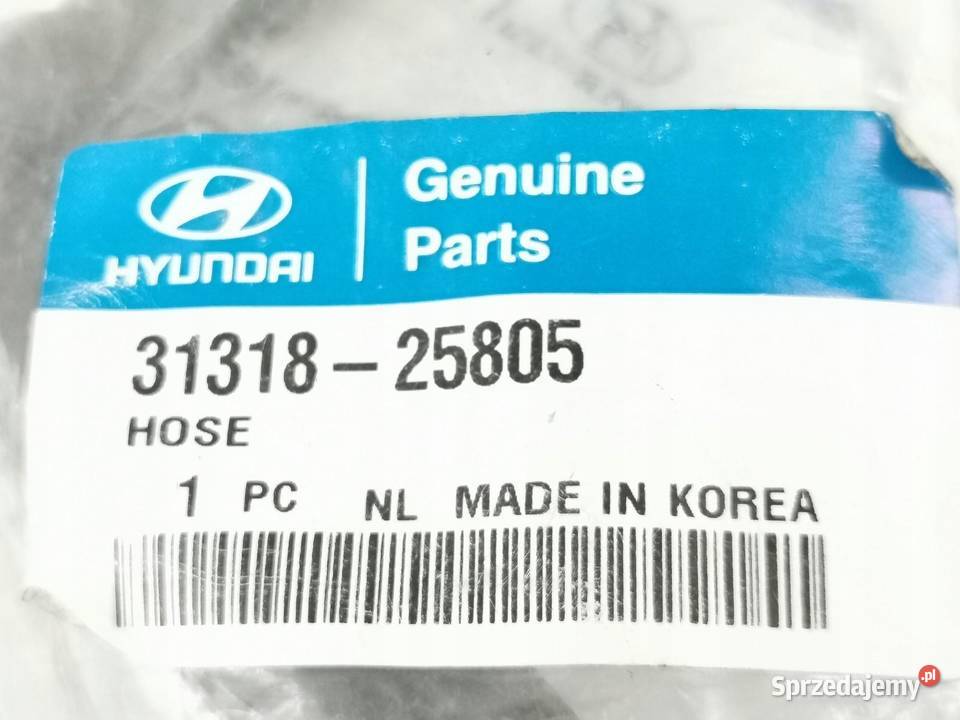 HYUNDAI
Genuine
Parts
31318-25805
HOSE
1 PC NL MADE IN KOREA
Sprzedajemy.pl